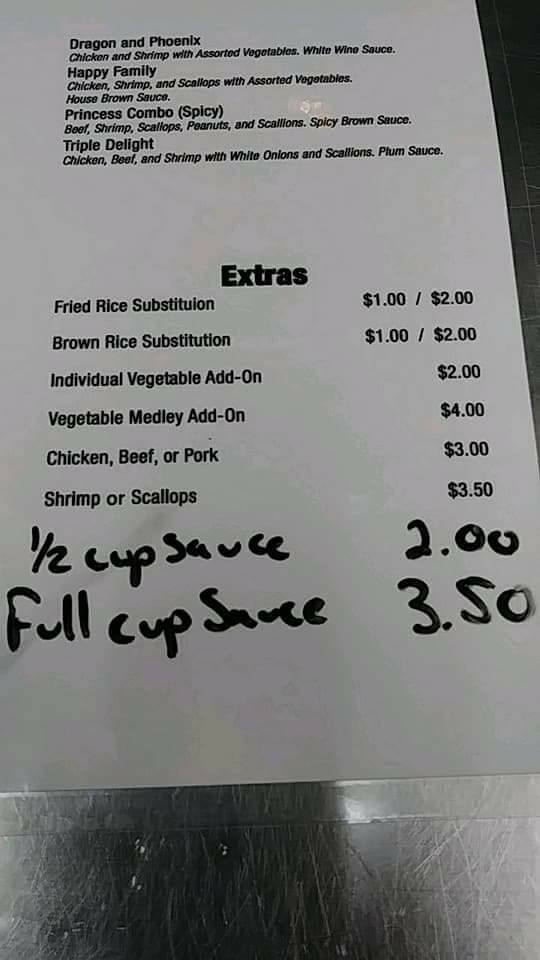 Dragon and Phoenix
Chicken and Shrimp with Assorted Vegetables. White Wine Sauce.
Happy Family
Chicken, Shrimp, and Scallops with Assorted Vegetables.
House Brown Sauce.
Princess Combo (Spicy)
Beef, Shrimp, Scallops, Peanuts, and Scallions. Spicy Brown Sauce.
Triple Delight
Chicken, Beef, and Shrimp with White Onions and Scallions. Plum Sauce.
Extras
Fried Rice Substituion $1.00 / $2.00
Brown Rice Substitution $1.00 / $2.00
Individual Vegetable Add-On $2.00
Vegetable Medley Add-On $4.00
Chicken, Beef, or Pork $3.00
Shrimp or Scallops $3.50
1/2 cup Sauce 2.00
Full cup Sauce 3.50